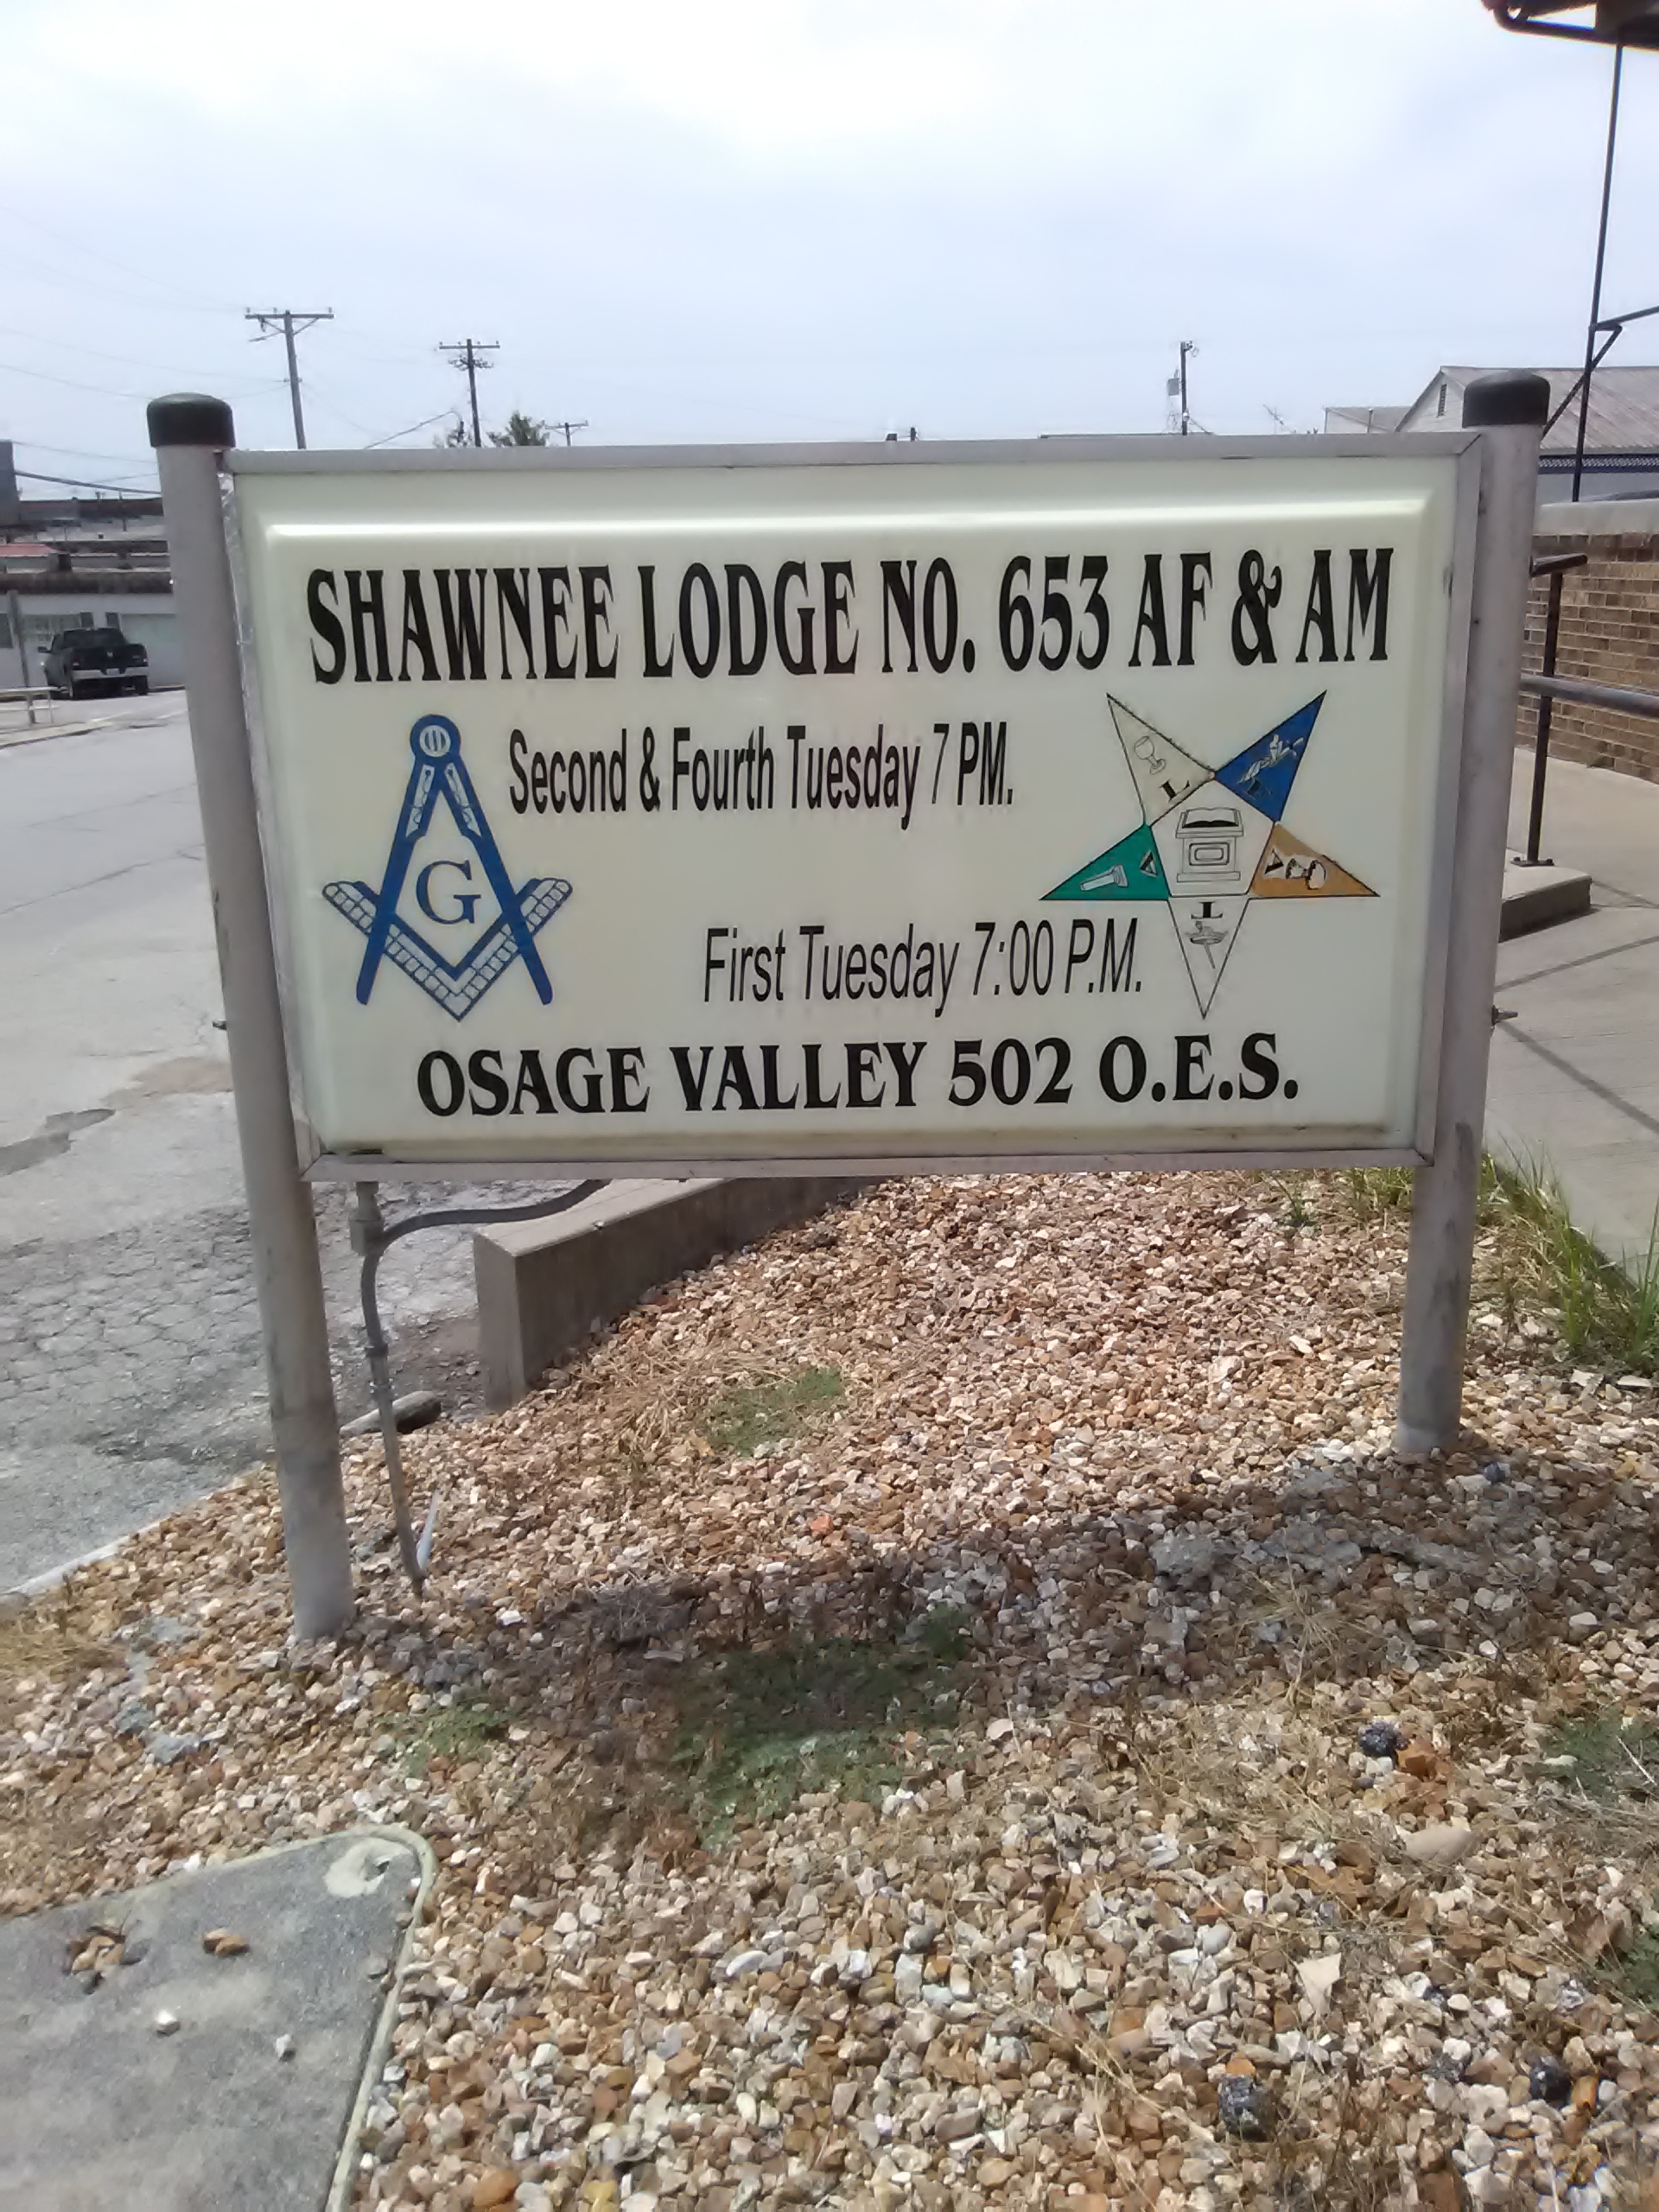 SHAWNEE LODGE NO. 653 AF & AM
Second & Fourth Tuesday 7 PM.
G
First Tuesday 7:00 P.M.
OSAGE VALLEY 502 O.E.S.